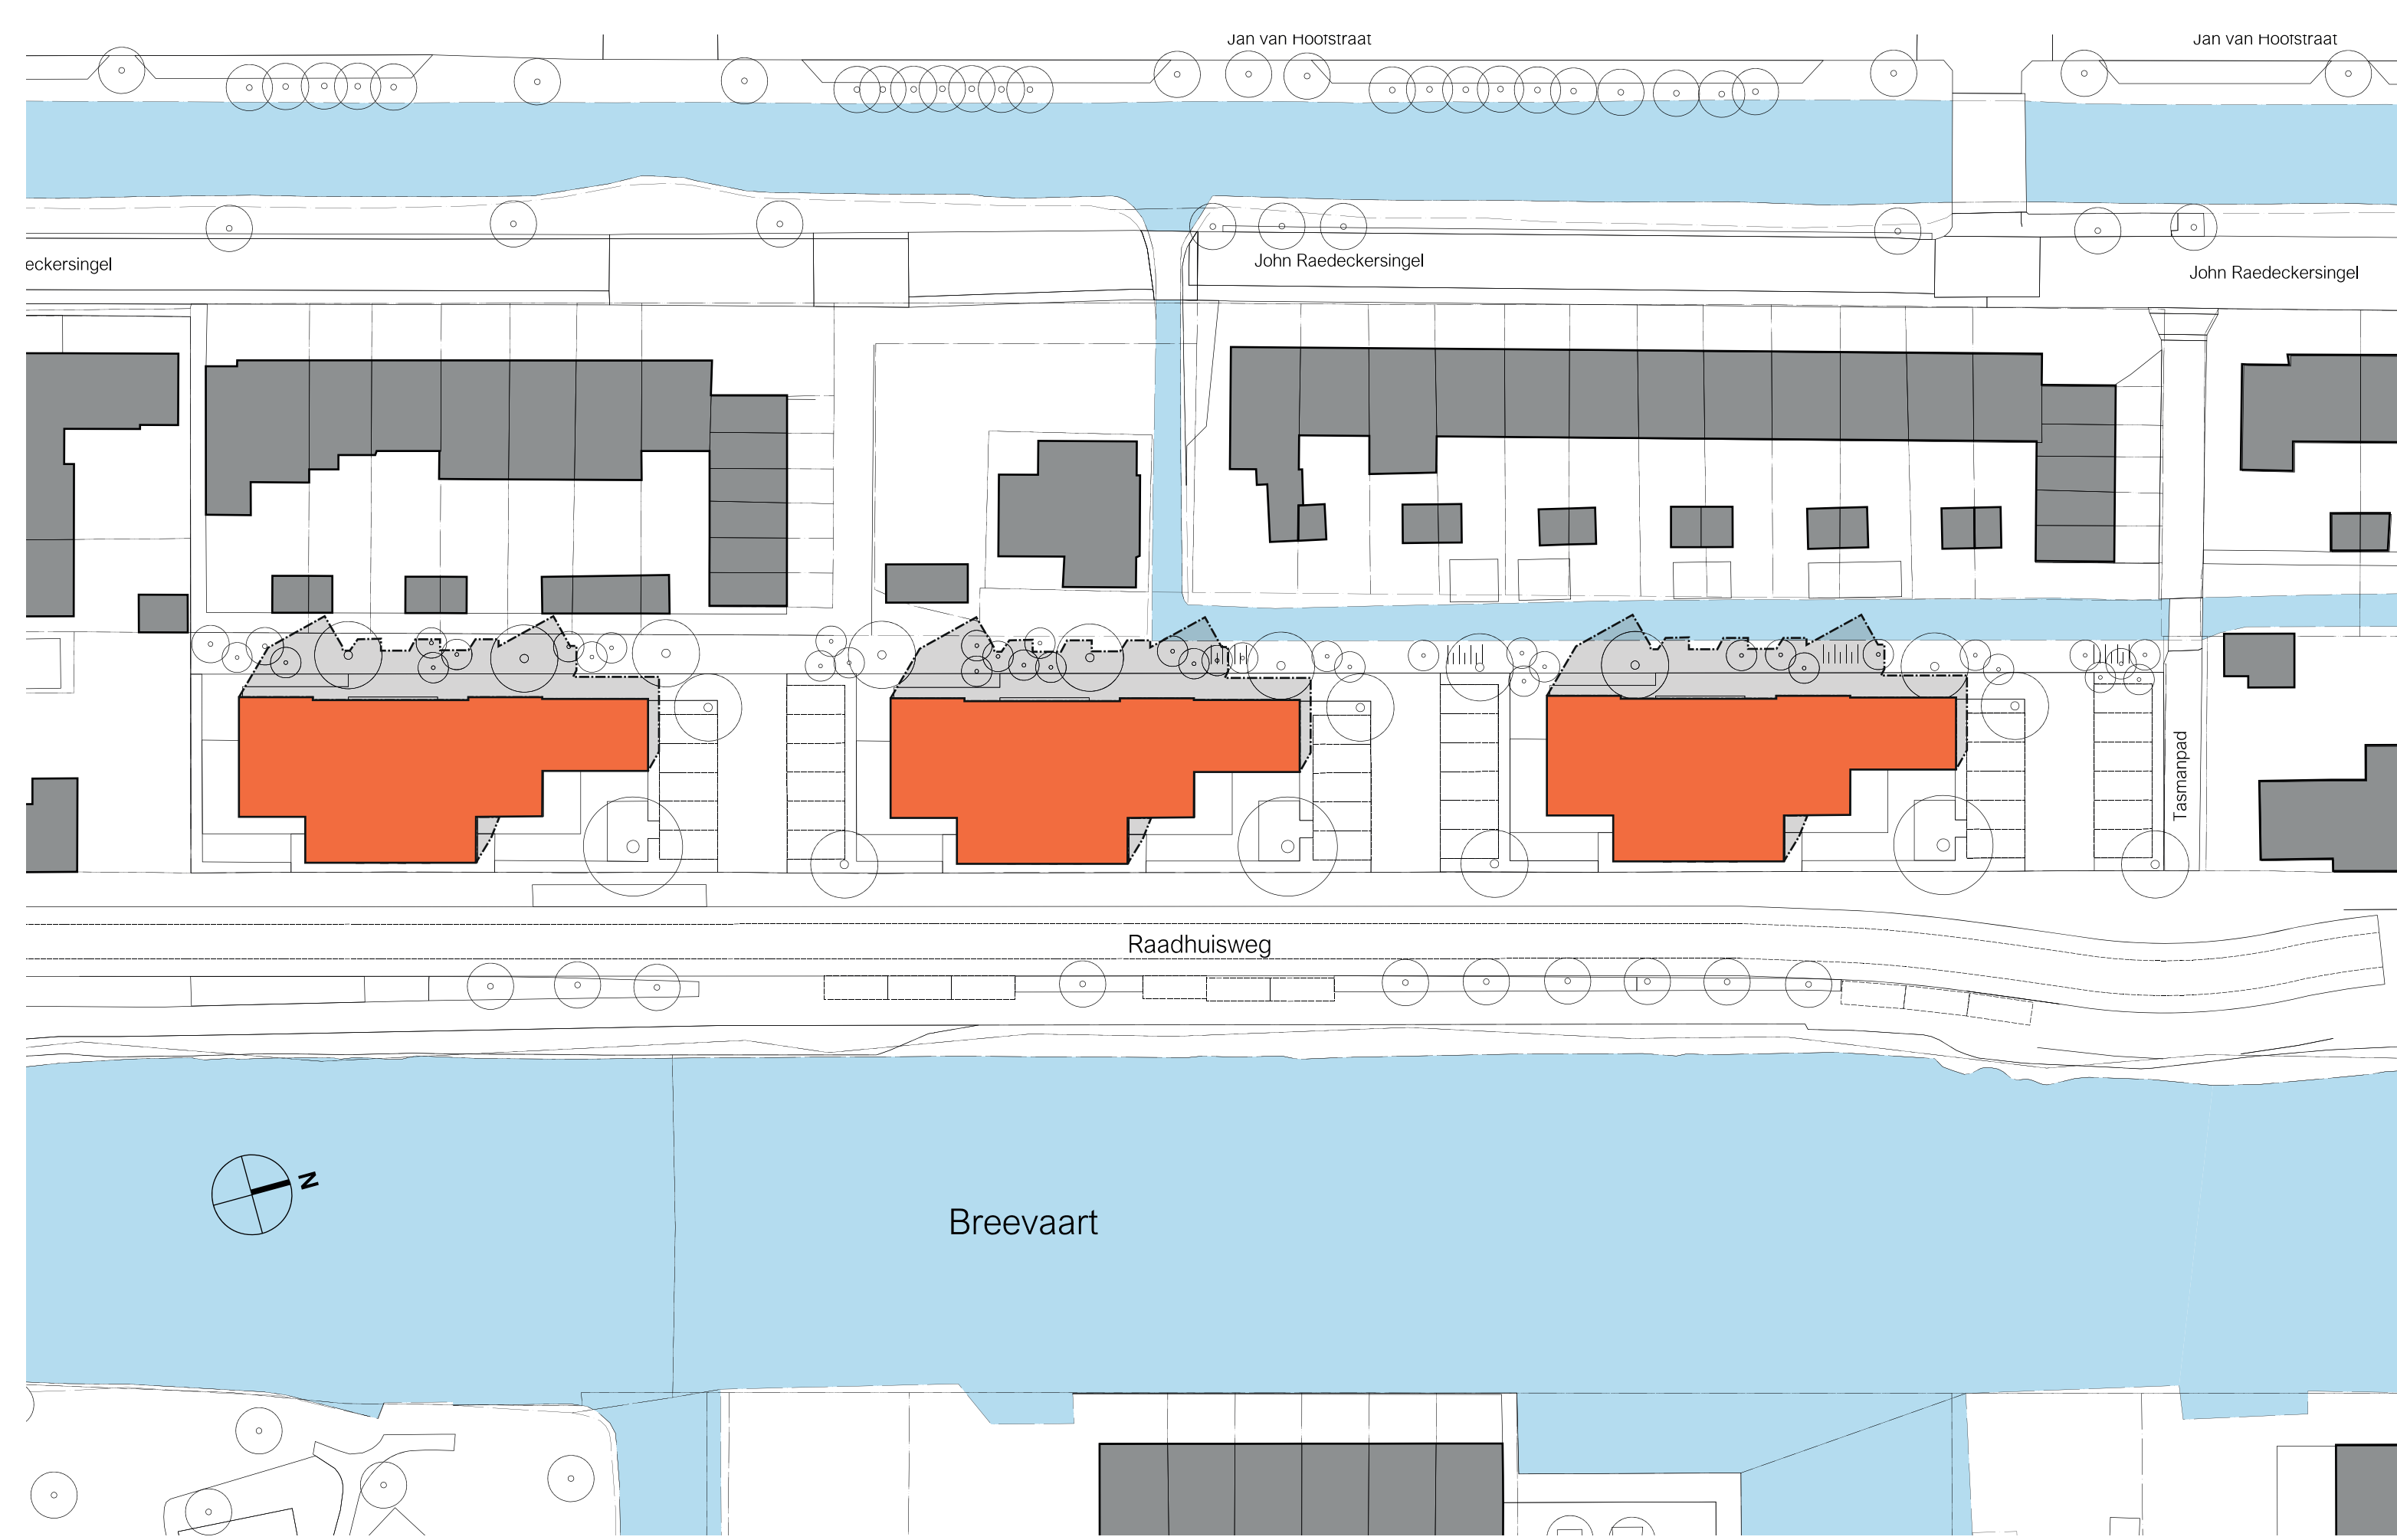 Jan van Hoofstraat
Jan van Hoofstraat
eckersingel
John Raedeckersingel
John Raedeckersingel
Tasmanpad
Raadhuisweg
N
Breevaart